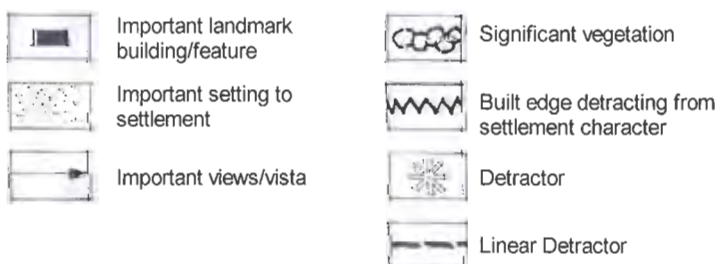 Important landmark
building/feature
Important setting to
settlement
Important views/vista
Significant vegetation
Built edge detracting from
settlement character
Detractor
Linear Detractor